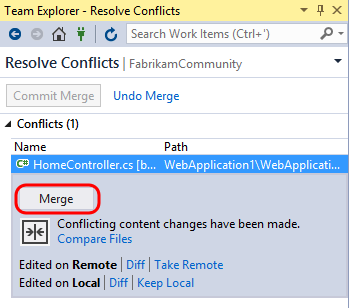 Team Explorer - Resolve Conflicts
Search Work Items (Ctrl+')
Resolve Conflicts | FabrikamCommunity
Commit Merge Undo Merge
Conflicts (1)
Name Path
C# HomeController.cs [b... WebApplication1\WebApplicati...
Merge
Conflicting content changes have been made.
Compare Files
Edited on Remote | Diff | Take Remote
Edited on Local | Diff | Keep Local